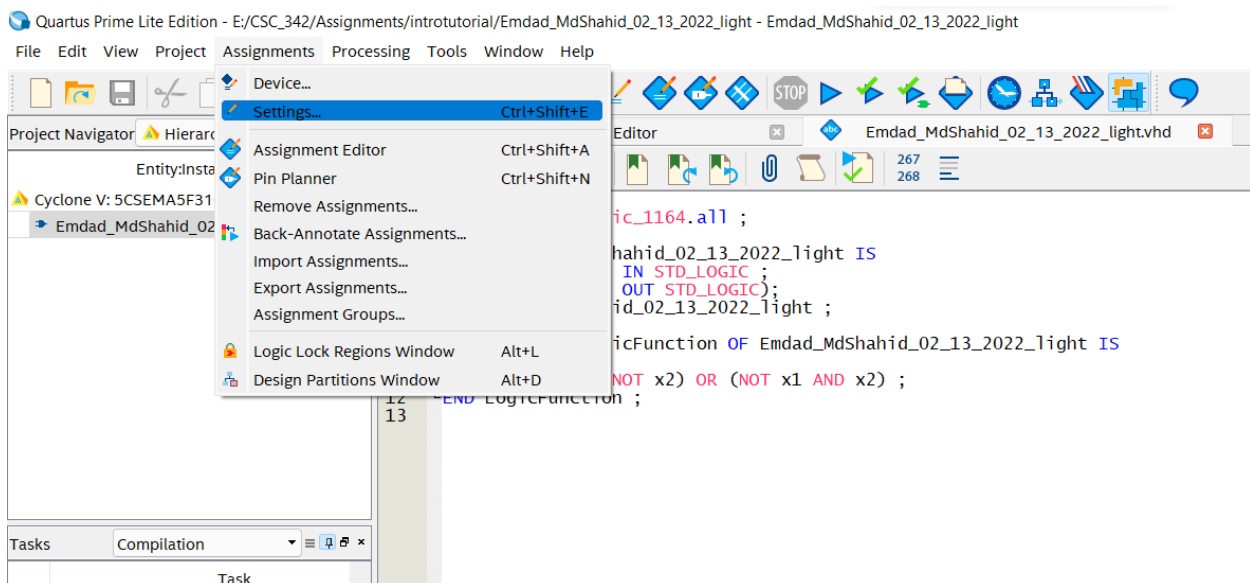 Quartus Prime Lite Edition - E:/CSC_342/Assignments/introtutorial/Emdad_MdShahid_02_13_2022_light - Emdad_MdShahid_02_13_2022_light
File Edit View Project Assignments Processing Tools Window Help
Device...
Settings... Ctrl+Shift+E
Assignment Editor Ctrl+Shift+A
Pin Planner Ctrl+Shift+N
Remove Assignments...
Back-Annotate Assignments...
Import Assignments...
Export Assignments...
Assignment Groups...
Logic Lock Regions Window Alt+L
Design Partitions Window Alt+D
STOP
Project Navigator Hierarc
Editor
abc Emdad_MdShahid_02_13_2022_light.vhd
Entity:Insta
267
268
Cyclone V: 5CSEMA5F31
Emdad_MdShahid_02
ic_1164.all ;
hahid_02_13_2022_light IS
IN STD_LOGIC ;
OUT STD_LOGIC);
id_02_13_2022_light ;
icFunction OF Emdad_MdShahid_02_13_2022_light IS
NOT x2) OR (NOT x1 AND x2) ;
12 END LogicFunction ;
13
Tasks Compilation
Task